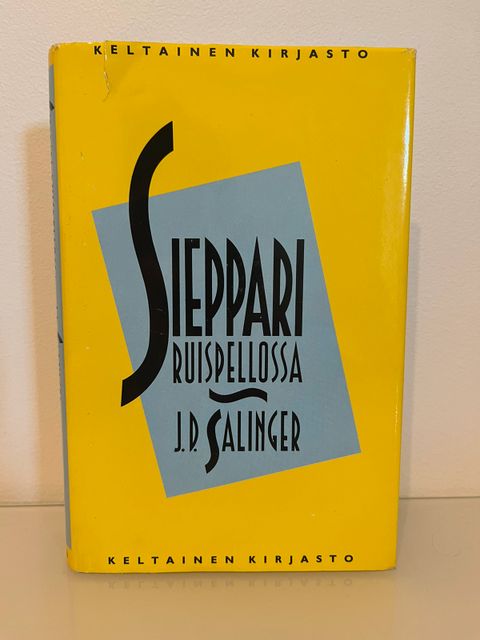 KELTAINEN KIRJASTO
SIEPPARI
RUISPELLOSSA
J.D. SALINGER
KELTAINEN KIRJASTO